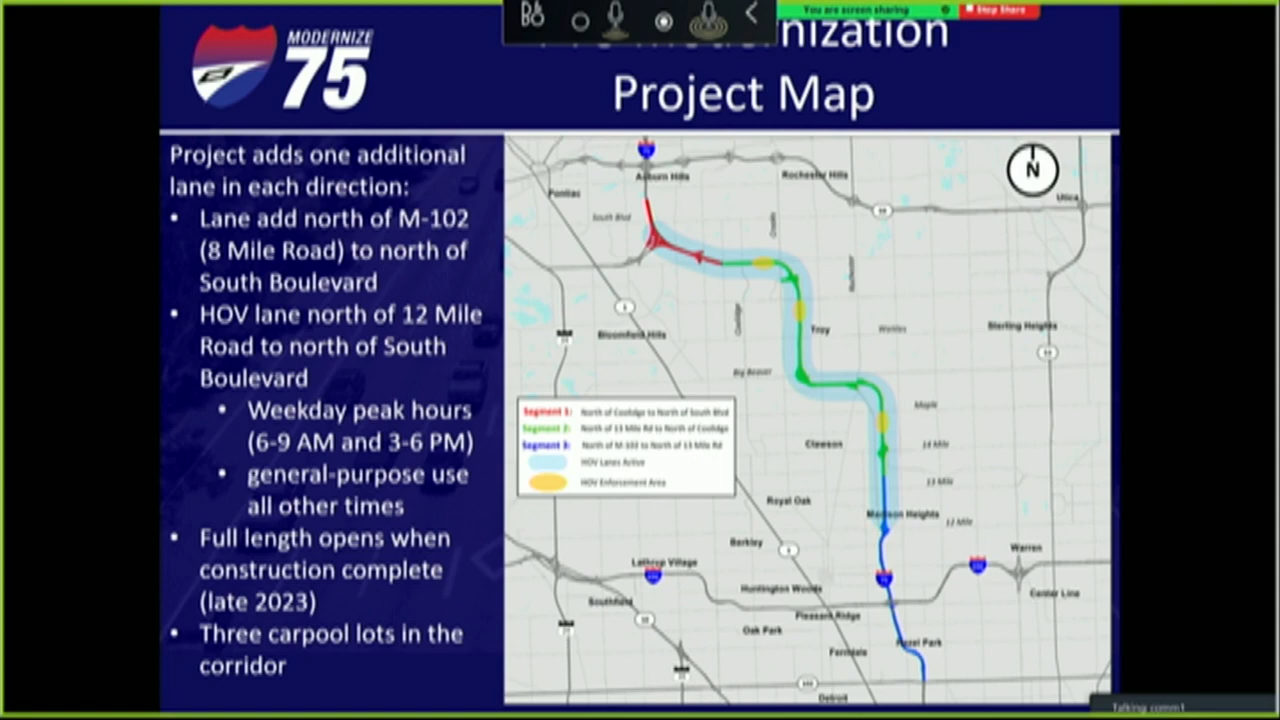 You are screen sharing
Stop Share
MODERNIZE
75
Project Map
Project adds one additional
lane in each direction:
• Lane add north of M-102
(8 Mile Road) to north of
South Boulevard
• HOV lane north of 12 Mile
Road to north of South
Boulevard
• Weekday peak hours
(6-9 AM and 3-6 PM)
• general-purpose use
all other times
• Full length opens when
construction complete
(late 2023)
• Three carpool lots in the
corridor
N
Auburn Hills
Rochester Hills
Pontiac
Utica
South Blvd
Crooks
Rochester
Coolidge
Bloomfield Hills
Troy
Wattles
Sterling Heights
Big Beaver
Maple
Segment 1: North of Coolidge to North of South Blvd
Segment 2: North of 13 Mile Rd to North of Coolidge
Segment 3: North of M-102 to North of 13 Mile Rd
HOV Lanes Active
HOV Enforcement Area
Clawson
14 Mile
13 Mile
Royal Oak
Madison Heights
12 Mile
Berkley
Lathrup Village
Warren
Huntington Woods
Center Line
Southfield
Pleasant Ridge
Oak Park
Hazel Park
Ferndale
Detroit
Talking: comm1